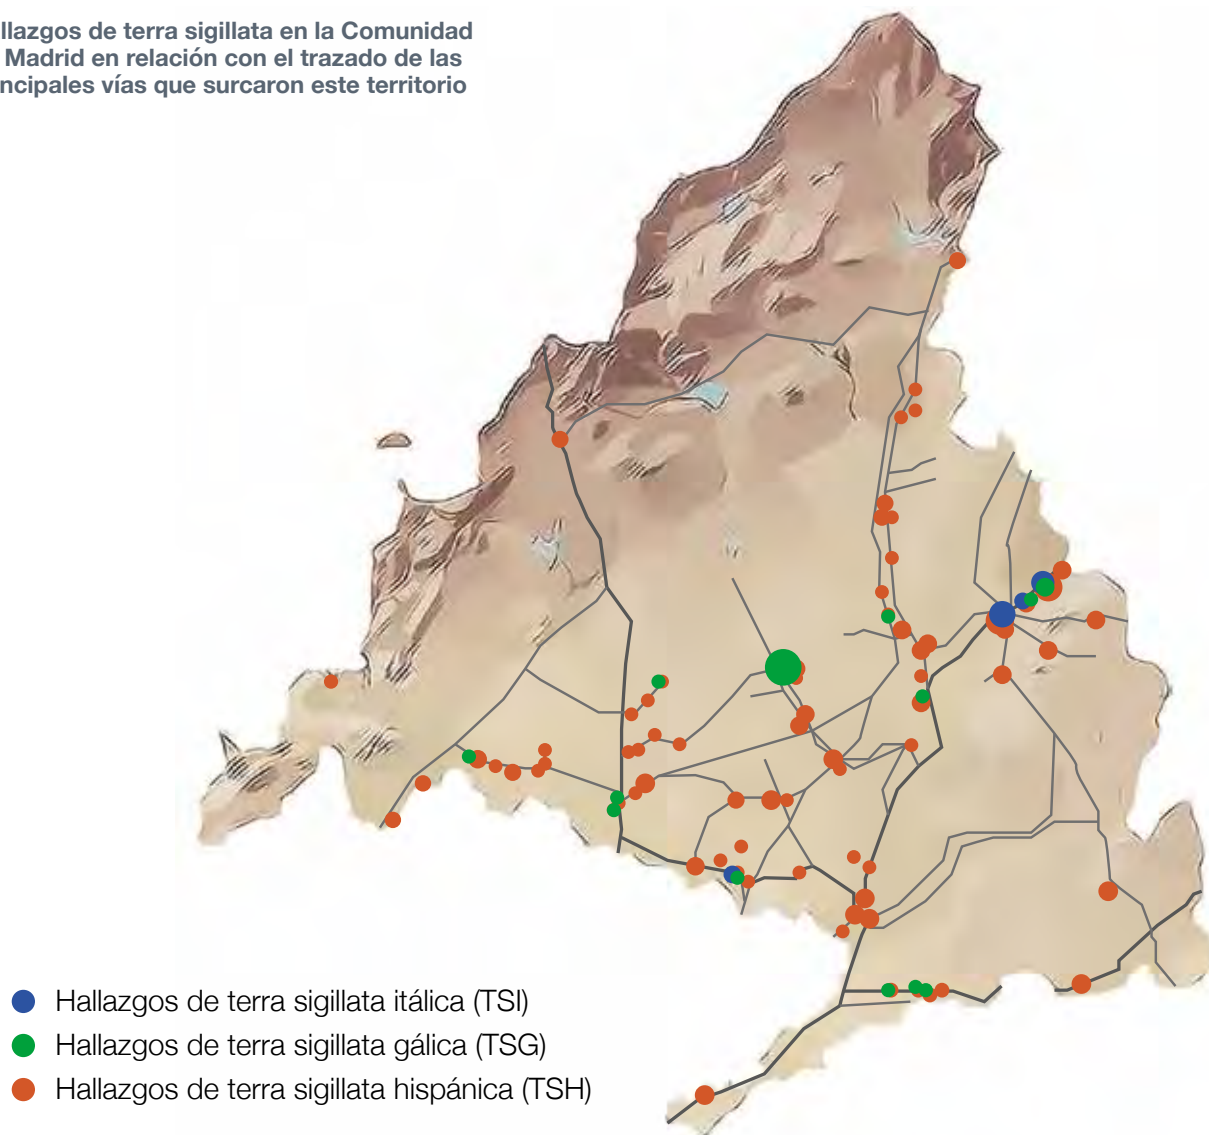 llazgos de terra sigillata en la Comunidad
Madrid en relación con el trazado de las
ncipales vías que surcaron este territorio
Hallazgos de terra sigillata itálica (TSI)
Hallazgos de terra sigillata gálica (TSG)
Hallazgos de terra sigillata hispánica (TSH)